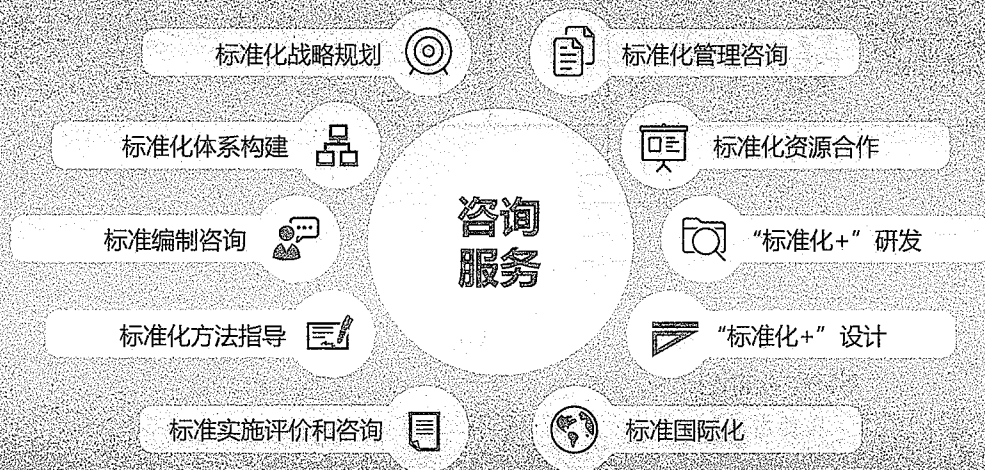 标准化战略规划
标准化管理咨询
标准化体系构建
标准化资源合作
咨询
服务
标准编制咨询
“标准化+”研发
标准化方法指导
“标准化+”设计
标准实施评价和咨询
标准国际化